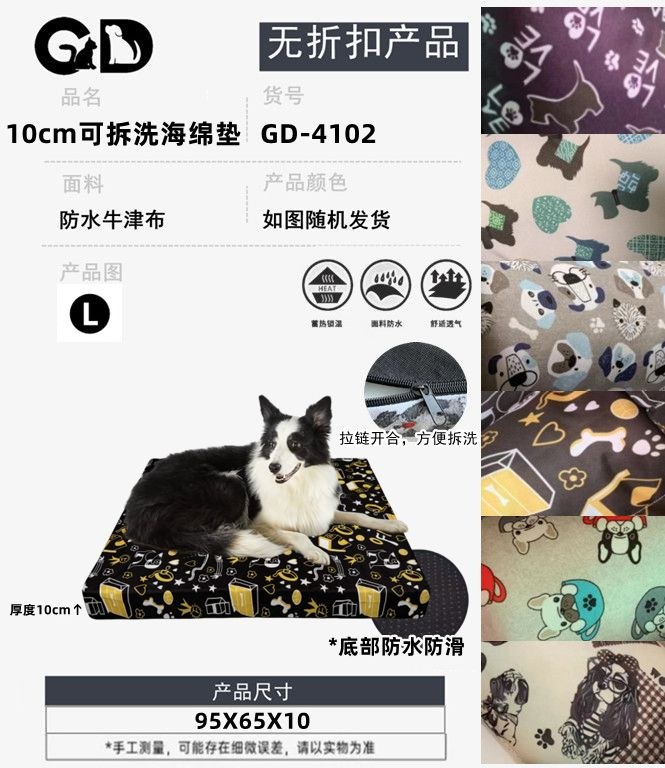 GD
无折扣产品
品名
货号
10cm可拆洗海绵垫
GD-4102
面料
产品颜色
防水牛津布
如图随机发货
产品图
L
HEAT
蓄热锁温
面料防水
舒适透气
拉链开合，方便拆洗
厚度10cm↑
*底部防水防滑
产品尺寸
95X65X10
*手工测量，可能存在细微误差，请以实物为准